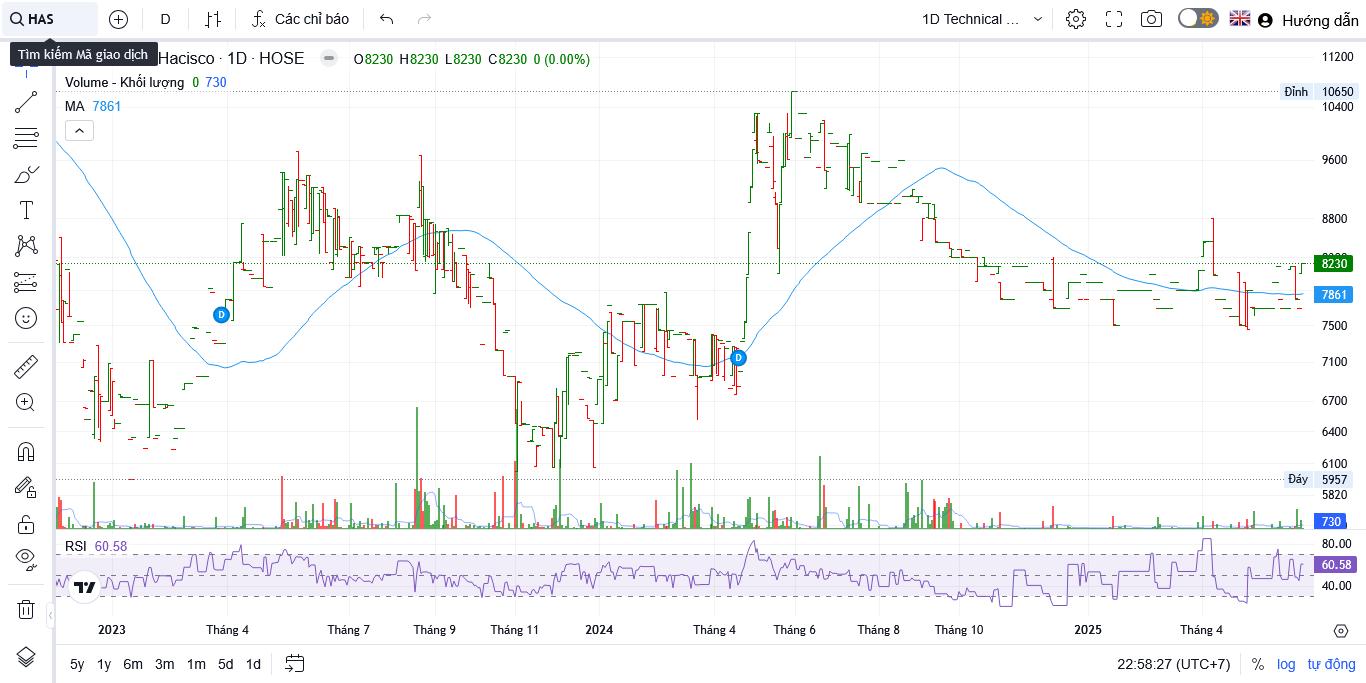 HAS
D
Các chỉ báo
1D Technical ...
Hướng dẫn
Tìm kiếm Mã giao dịch
Hacisco · 1D · HOSE
O8230 H8230 L8230 C8230 0 (0.00%)
Volume - Khối lượng 0 730
MA 7861
11200
Đỉnh 10650
10400
9600
8800
8230
7861
7500
7100
6700
6400
6100
Đáy 5957
5820
730
D
D
RSI 60.58
80.00
60.58
40.00
2023 Tháng 4 Tháng 7 Tháng 9 Tháng 11 2024 Tháng 4 Tháng 6 Tháng 8 Tháng 10 2025 Tháng 4
5y 1y 6m 3m 1m 5d 1d
22:58:27 (UTC+7) % log tự động